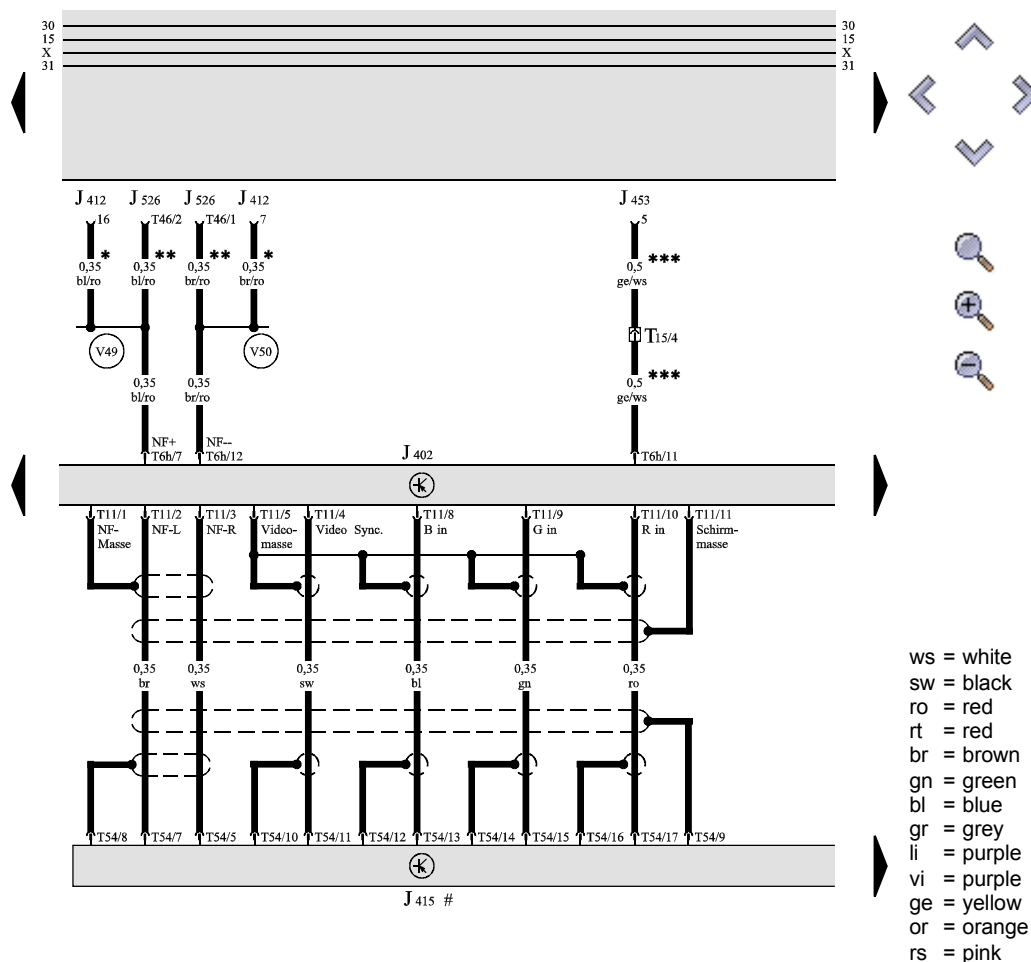 30 30
15 15
X X
31 31
J 412 J 526 J 526 J 412 J 453
16 T46/2 T46/1 7 5
* ** ** * ***
0,35 0,35 0,35 0,35 0,5
bl/ro bl/ro br/ro br/ro ge/ws
V49 V50 T15/4
0,35 0,35 0,5 ***
bl/ro br/ro ge/ws
NF+ NF--
T6h/7 T6h/12 T6h/11
J 402
T11/1 T11/2 T11/3 T11/5 T11/4 T11/8 T11/9 T11/10 T11/11
NF- NF-L NF-R Video- Video Sync. B in G in R in Schirm-
Masse masse masse
0,35 0,35 0,35 0,35 0,35 0,35
br ws sw bl gn ro
T54/8 T54/7 T54/5 T54/10 T54/11 T54/12 T54/13 T54/14 T54/15 T54/16 T54/17 T54/9
J 415 #
ws = white
sw = black
ro = red
rt = red
br = brown
gn = green
bl = blue
gr = grey
li = purple
vi = purple
ge = yellow
or = orange
rs = pink